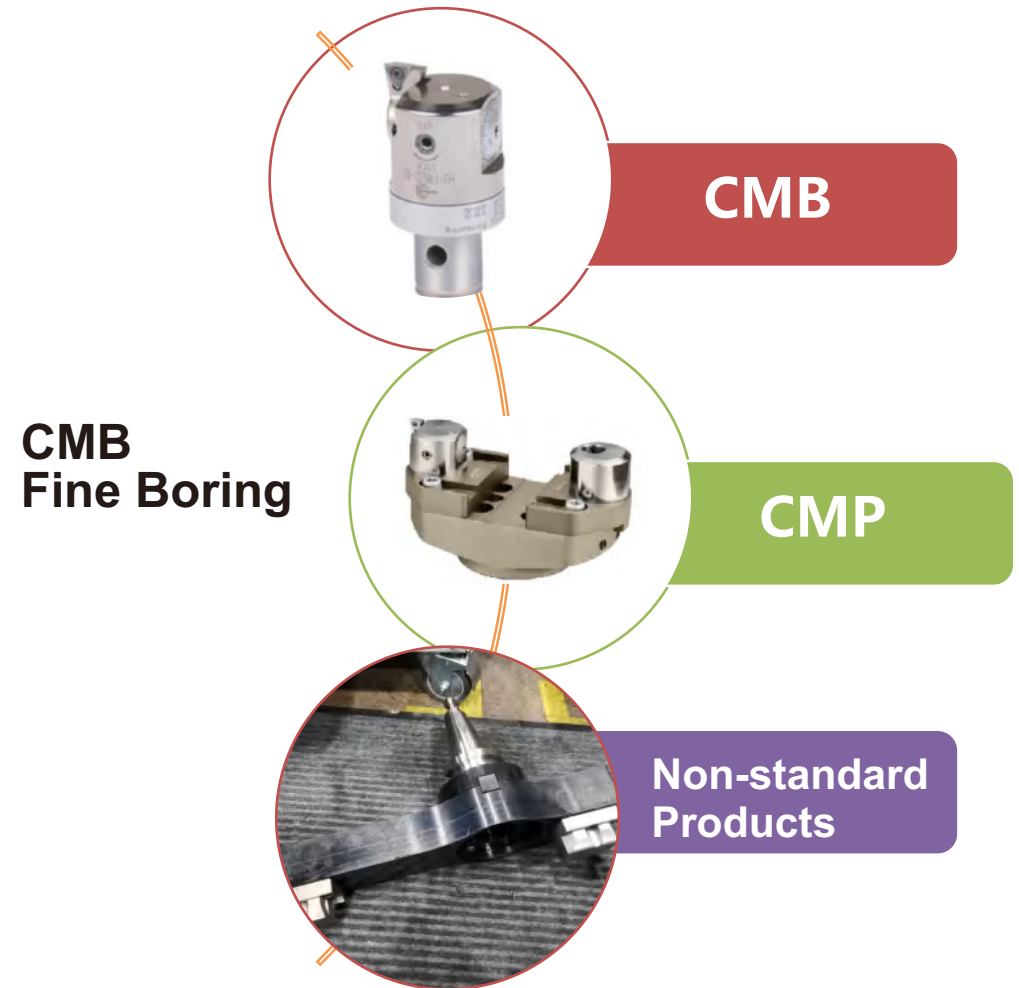 CMB
CMB
Fine Boring
CMP
Non-standard
Products